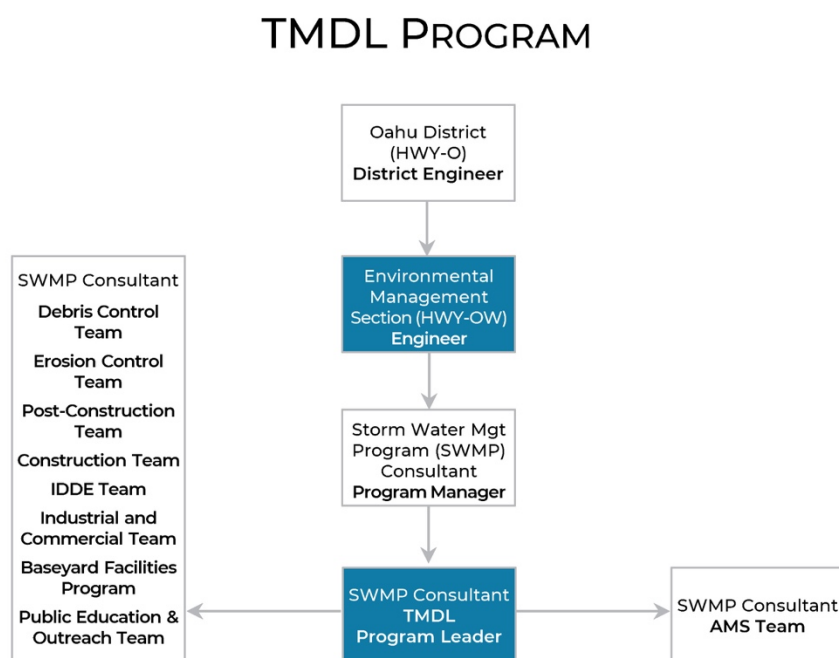 TMDL PROGRAM
Oahu District
(HWY-O)
District Engineer
Environmental
Management
Section (HWY-OW)
Engineer
Storm Water Mgt
Program (SWMP)
Consultant
Program Manager
SWMP Consultant
Debris Control
Team
Erosion Control
Team
Post-Construction
Team
Construction Team
IDDE Team
Industrial and
Commercial Team
Baseyard Facilities
Program
Public Education &
Outreach Team
SWMP Consultant
TMDL
Program Leader
SWMP Consultant
AMS Team